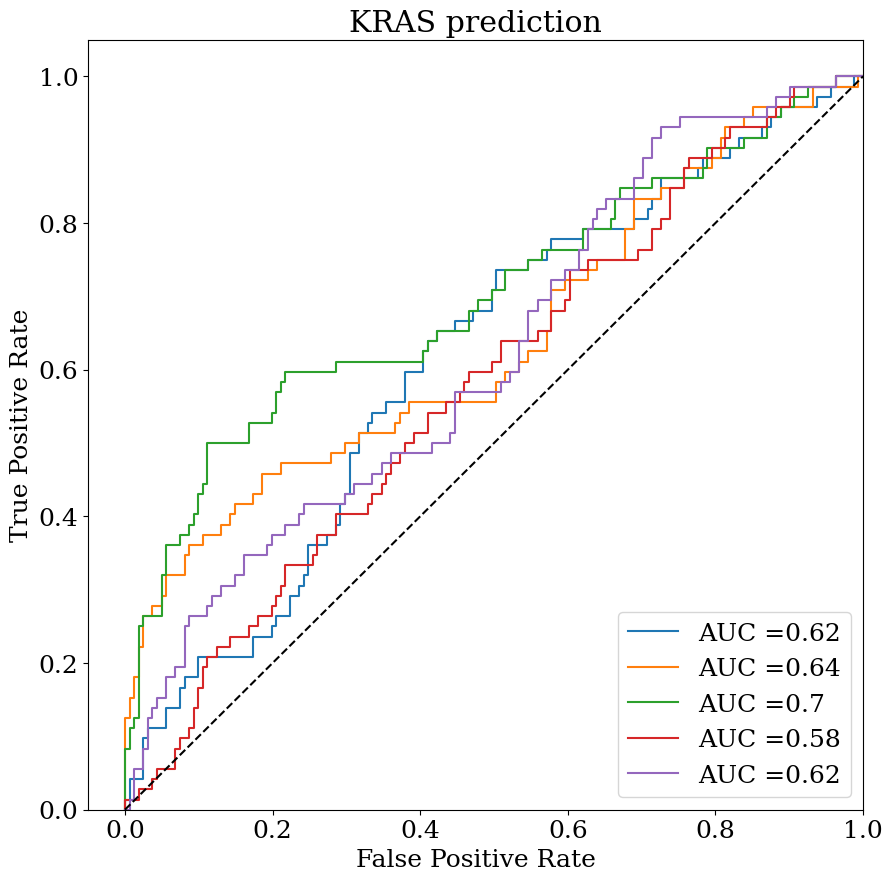 KRAS prediction
True Positive Rate
1.0
0.8
0.6
0.4
0.2
0.0
AUC =0.62
AUC =0.64
AUC =0.7
AUC =0.58
AUC =0.62
0.0 0.2 0.4 0.6 0.8 1.0
False Positive Rate